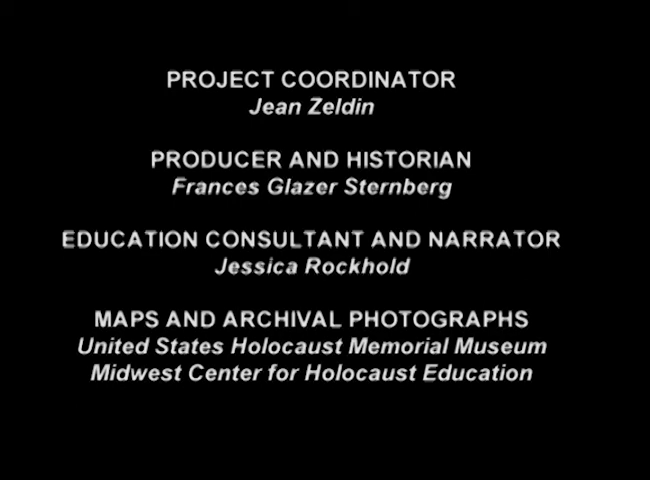 PROJECT COORDINATOR
Jean Zeldin
PRODUCER AND HISTORIAN
Frances Glazer Sternberg
EDUCATION CONSULTANT AND NARRATOR
Jessica Rockhold
MAPS AND ARCHIVAL PHOTOGRAPHS
United States Holocaust Memorial Museum
Midwest Center for Holocaust Education